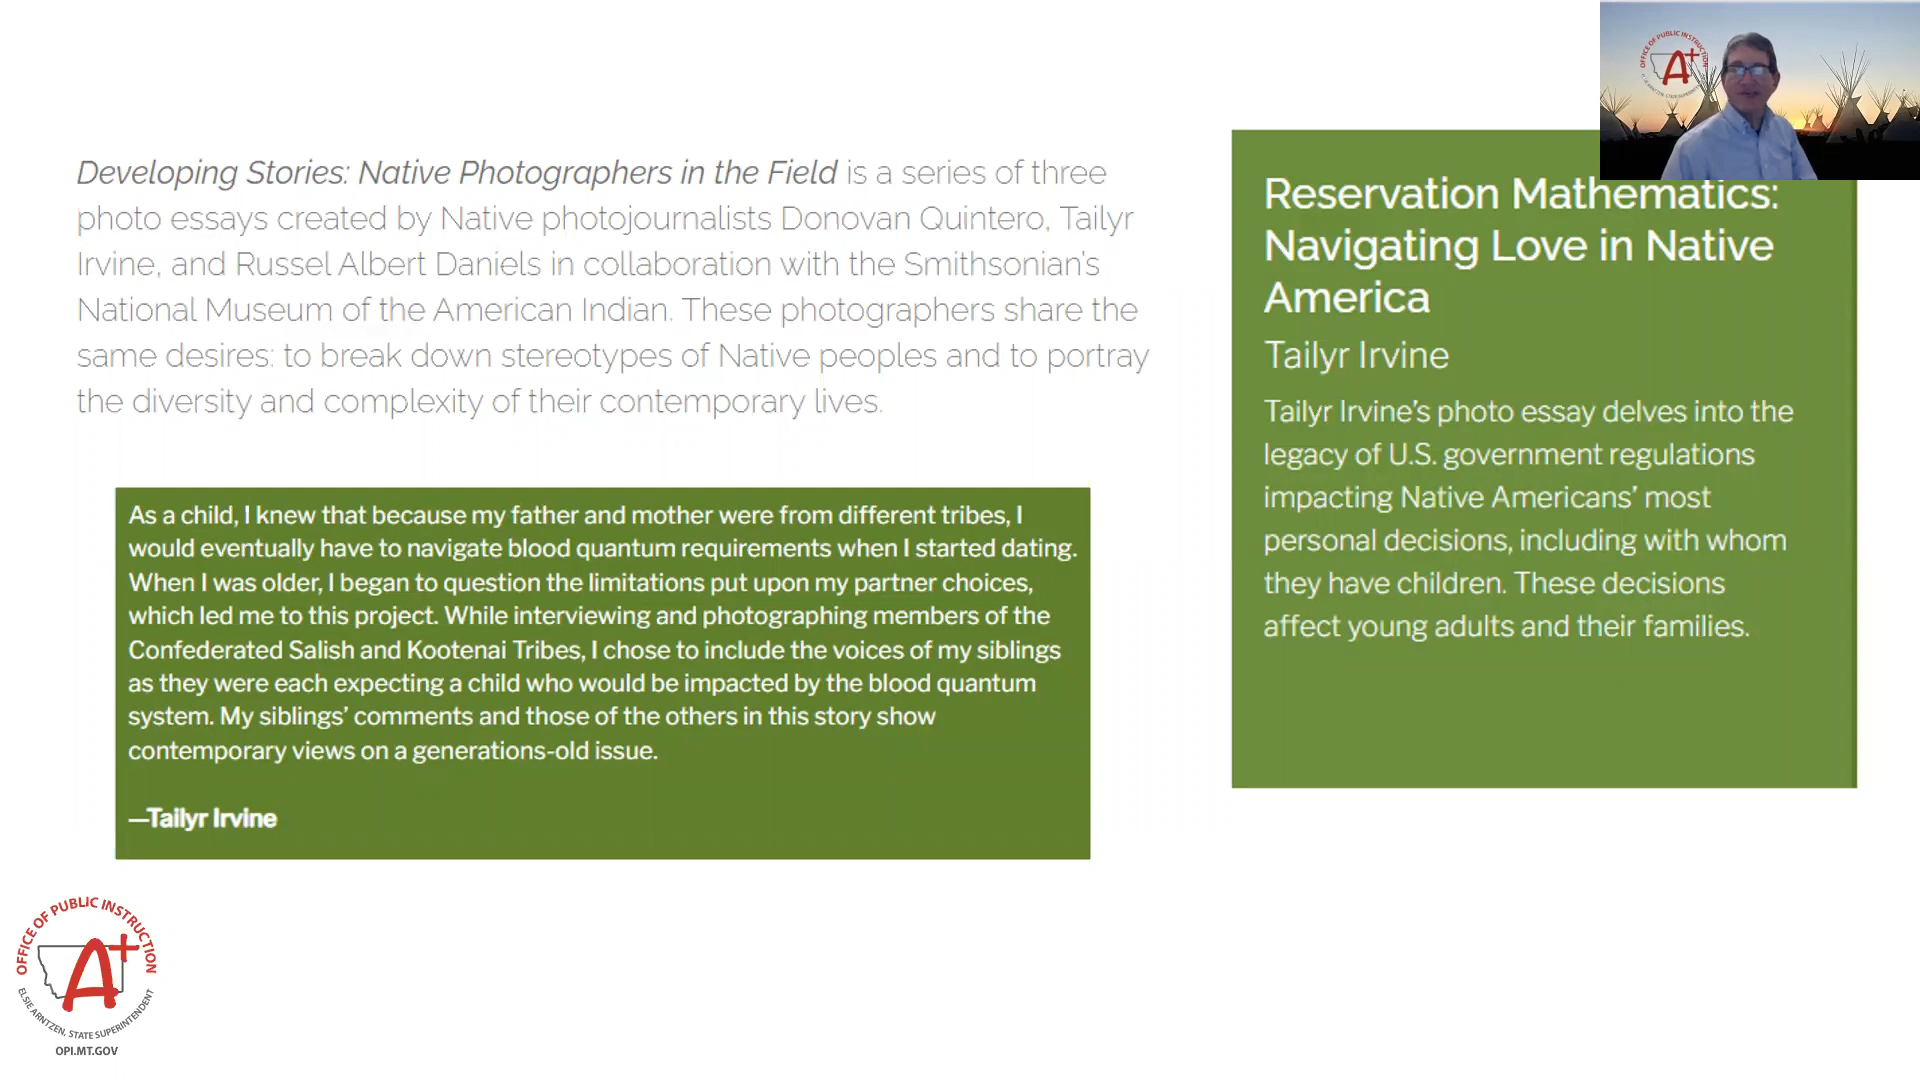 Developing Stories: Native Photographers in the Field is a series of three
photo essays created by Native photojournalists Donovan Quintero, Tailyr
Irvine, and Russel Albert Daniels in collaboration with the Smithsonian's
National Museum of the American Indian. These photographers share the
same desires: to break down stereotypes of Native peoples and to portray
the diversity and complexity of their contemporary lives.
As a child, I knew that because my father and mother were from different tribes, I
would eventually have to navigate blood quantum requirements when I started dating.
When I was older, I began to question the limitations put upon my partner choices,
which led me to this project. While interviewing and photographing members of the
Confederated Salish and Kootenai Tribes, I chose to include the voices of my siblings
as they were each expecting a child who would be impacted by the blood quantum
system. My siblings’ comments and those of the others in this story show
contemporary views on a generations-old issue.
—Tailyr Irvine
Reservation Mathematics:
Navigating Love in Native
America
Tailyr Irvine
Tailyr Irvine’s photo essay delves into the
legacy of U.S. government regulations
impacting Native Americans’ most
personal decisions, including with whom
they have children. These decisions
affect young adults and their families.
OFFICE OF PUBLIC INSTRUCTION
A+
OFFICE OF PUBLIC INSTRUCTION
A+
ELSIE ARNTZEN, STATE SUPERINTENDENT
OPI.MT.GOV